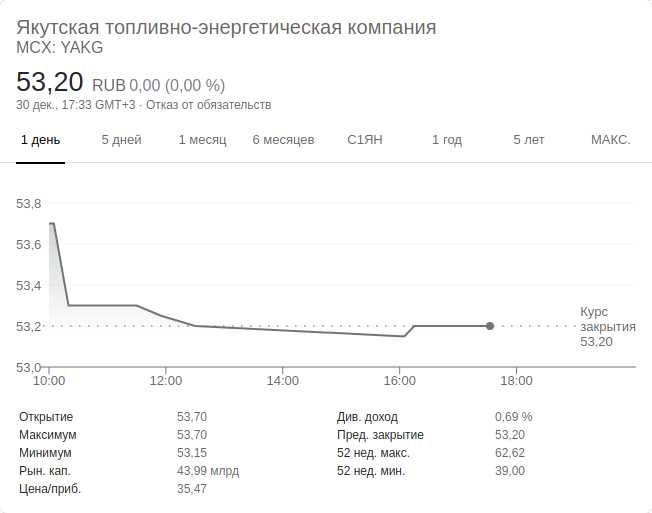 Якутская топливно-энергетическая компания
MCX: YAKG
53,20 RUB 0,00 (0,00 %)
30 дек., 17:33 GMT+3 · Отказ от обязательств
1 день 5 дней 1 месяц 6 месяцев С1ЯН 1 год 5 лет МАКС.
53,8
53,6
53,4
53,2
53,0
Курс
закрытия
53,20
10:00 12:00 14:00 16:00 18:00
Открытие 53,70 Див. доход 0,69 %
Максимум 53,70 Пред. закрытие 53,20
Минимум 53,15 52 нед. макс. 62,62
Рын. кап. 43,99 млрд 52 нед. мин. 39,00
Цена/приб. 35,47